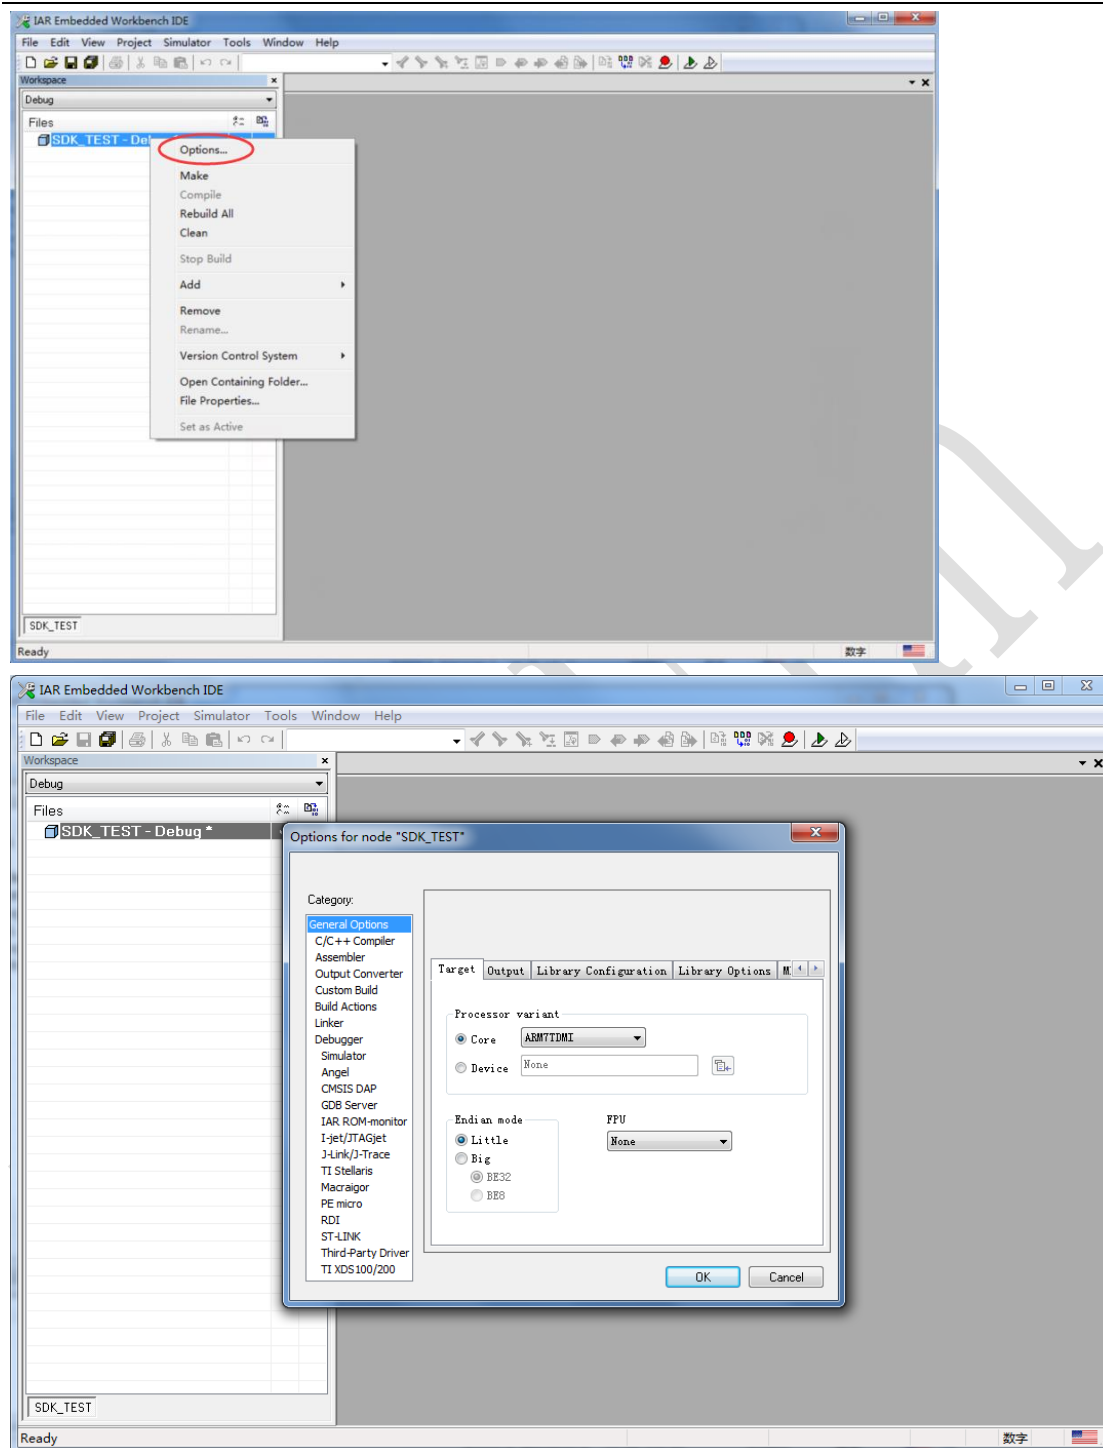 IAR Embedded Workbench IDE
File Edit View Project Simulator Tools Window Help
Workspace
Debug
Files
SDK_TEST - De
Options...
Make
Compile
Rebuild All
Clean
Stop Build
Add
Remove
Rename...
Version Control System
Open Containing Folder...
File Properties...
Set as Active
SDK_TEST
Ready
数字
IAR Embedded Workbench IDE
File Edit View Project Simulator Tools Window Help
Workspace
Debug
Files
SDK_TEST - Debug *
Options for node "SDK_TEST"
Category:
General Options
C/C++ Compiler
Assembler
Output Converter
Custom Build
Build Actions
Linker
Debugger
Simulator
Angel
CMSIS DAP
GDB Server
IAR ROM-monitor
I-jet/JTAGjet
J-Link/J-Trace
TI Stellaris
Macraigor
PE micro
RDI
ST-LINK
Third-Party Driver
TI XDS100/200
Target Output Library Configuration Library Options M
Processor variant
Core ARM7TDMI
Device None
Endian mode
Little
Big
BE32
BE8
FPU
None
OK Cancel
SDK_TEST
Ready
数字